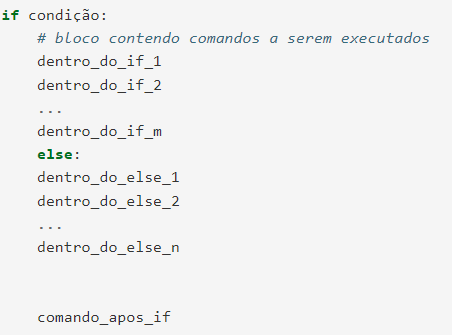 if condição:
    # bloco contendo comandos a serem executados
    dentro_do_if_1
    dentro_do_if_2
    ...
    dentro_do_if_m
    else:
    dentro_do_else_1
    dentro_do_else_2
    ...
    dentro_do_else_n
    comando_apos_if